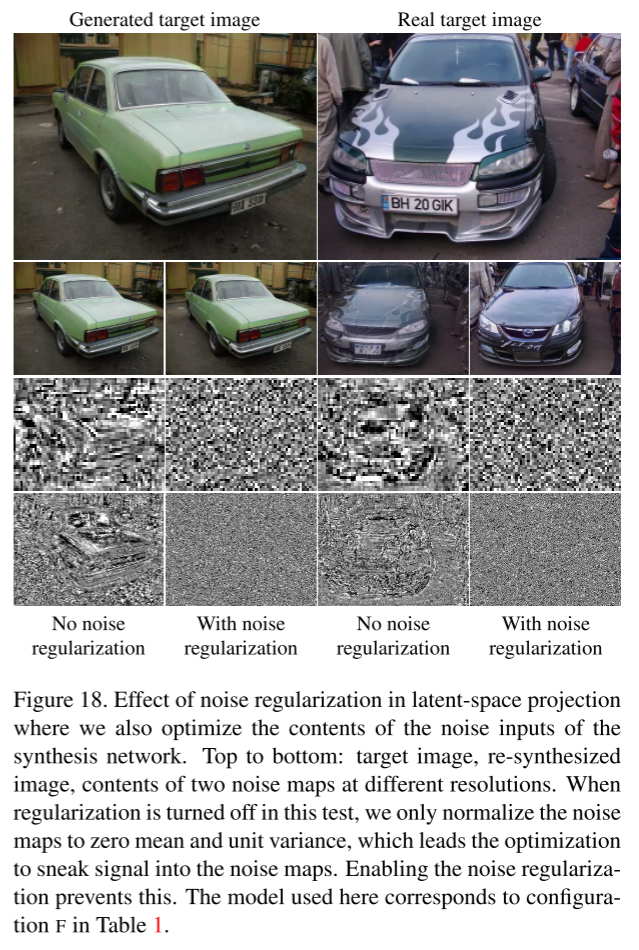 Generated target image
Real target image
BH 20 GIK
No noise
regularization
With noise
regularization
No noise
regularization
With noise
regularization
Figure 18. Effect of noise regularization in latent-space projection
where we also optimize the contents of the noise inputs of the
synthesis network. Top to bottom: target image, re-synthesized
image, contents of two noise maps at different resolutions. When
regularization is turned off in this test, we only normalize the noise
maps to zero mean and unit variance, which leads the optimization
to sneak signal into the noise maps. Enabling the noise regulariza-
tion prevents this. The model used here corresponds to configura-
tion F in Table 1.